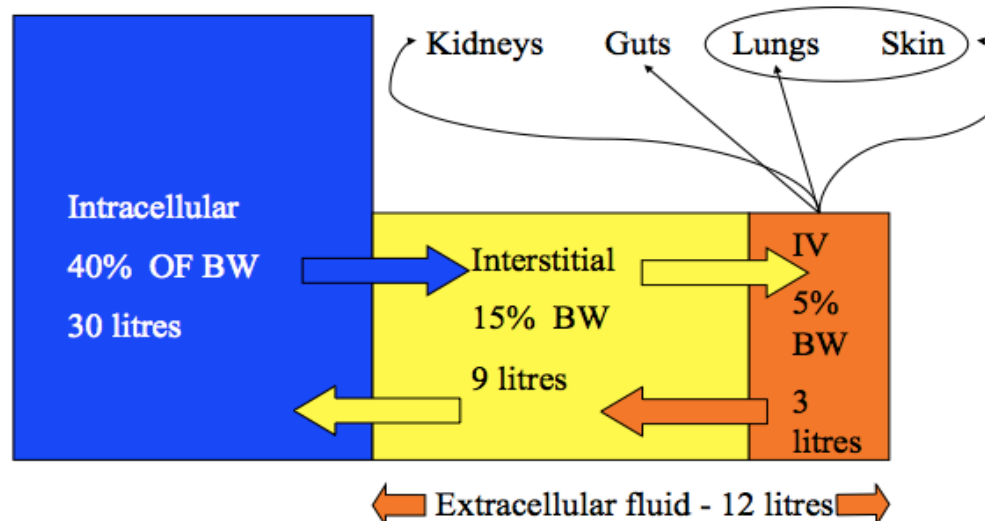 Kidneys Guts Lungs Skin
Intracellular
40% OF BW
30 litres
Interstitial
15% BW
9 litres
IV
5%
BW
3
litres
Extracellular fluid - 12 litres